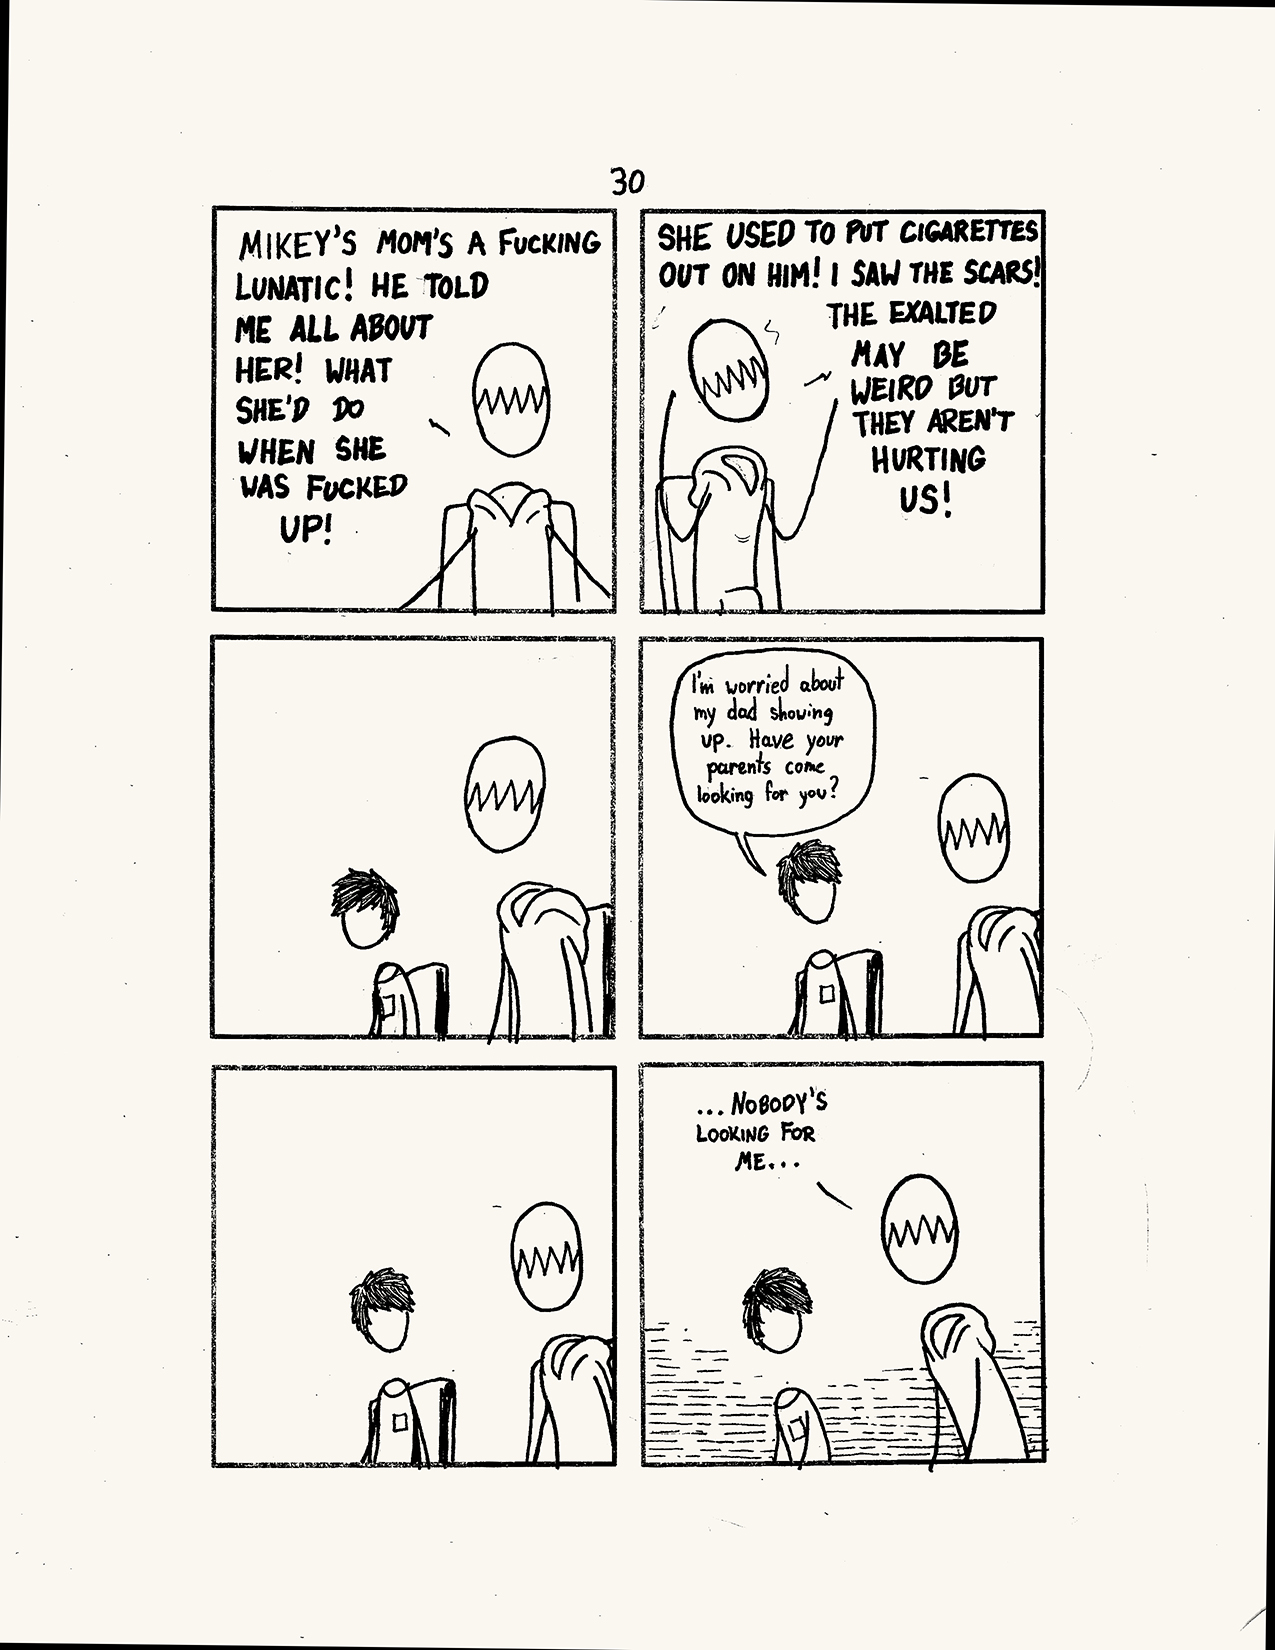 30
MIKEY'S MOM'S A FUCKING
LUNATIC! HE TOLD
ME ALL ABOUT
HER! WHAT
SHE'D DO
WHEN SHE
WAS FUCKED
UP!
SHE USED TO PUT CIGARETTES
OUT ON HIM! I SAW THE SCARS!
THE EXALTED
MAY BE
WEIRD BUT
THEY AREN'T
HURTING
US!
I'm worried about
my dad showing
up. Have your
parents come
looking for you?
...NOBODY'S
LOOKING FOR
ME...